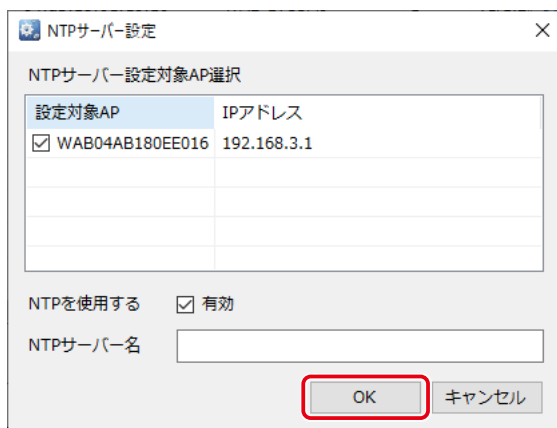 NTPサーバー設定
NTPサーバー設定対象AP選択
設定対象AP IPアドレス
WAB04AB180EE016 192.168.3.1
NTPを使用する 有効
NTPサーバー名
OK キャンセル